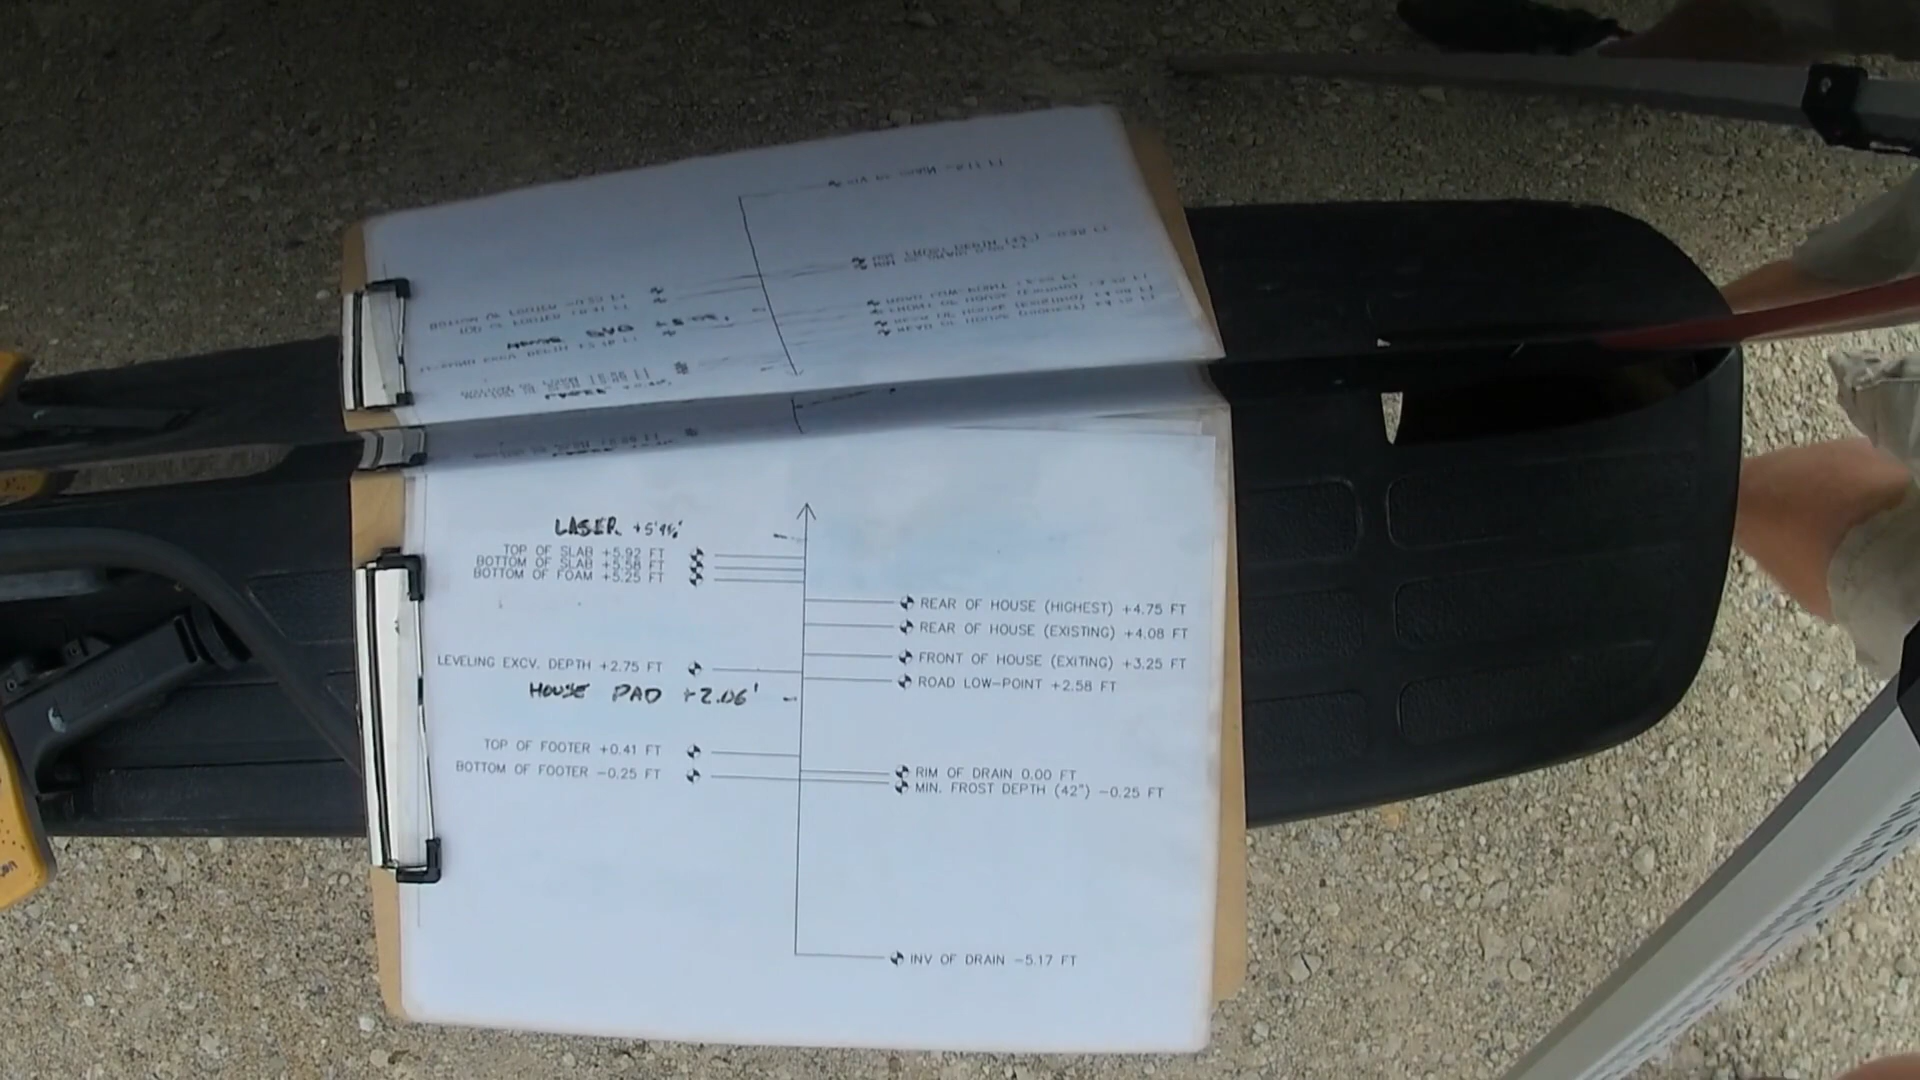 LASER
TOP OF SLAB +5.92 FT
BOTTOM OF SLAB +5.58 FT
BOTTOM OF FOAM +5.25 FT
REAR OF HOUSE (HIGHEST) +4.75 FT
REAR OF HOUSE (EXISTING) +4.08 FT
FRONT OF HOUSE (EXITING) +3.25 FT
LEVELING EXCV. DEPTH +2.75 FT
ROAD LOW-POINT +2.58 FT
HOUSE PAD +2.06'
TOP OF FOOTER +0.41 FT
BOTTOM OF FOOTER -0.25 FT
RIM OF DRAIN 0.00 FT
MIN. FROST DEPTH (42") -0.25 FT
INV OF DRAIN -5.17 FT